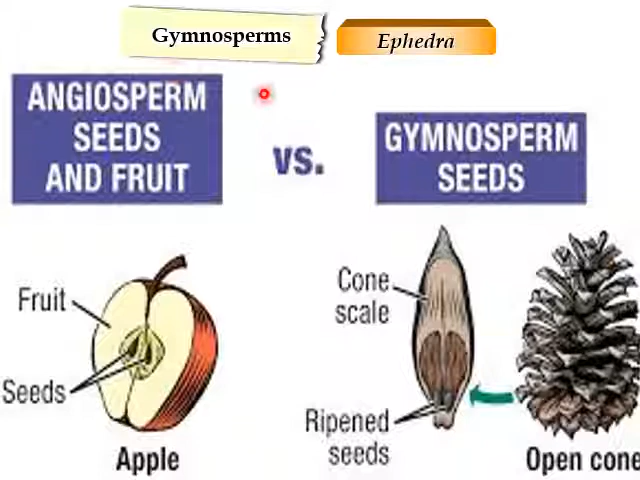 Gymnosperms
Ephedra
ANGIOSPERM
SEEDS
AND FRUIT
vs.
GYMNOSPERM
SEEDS
Fruit
Seeds
Apple
Cone
scale
Ripened
seeds
Open cone